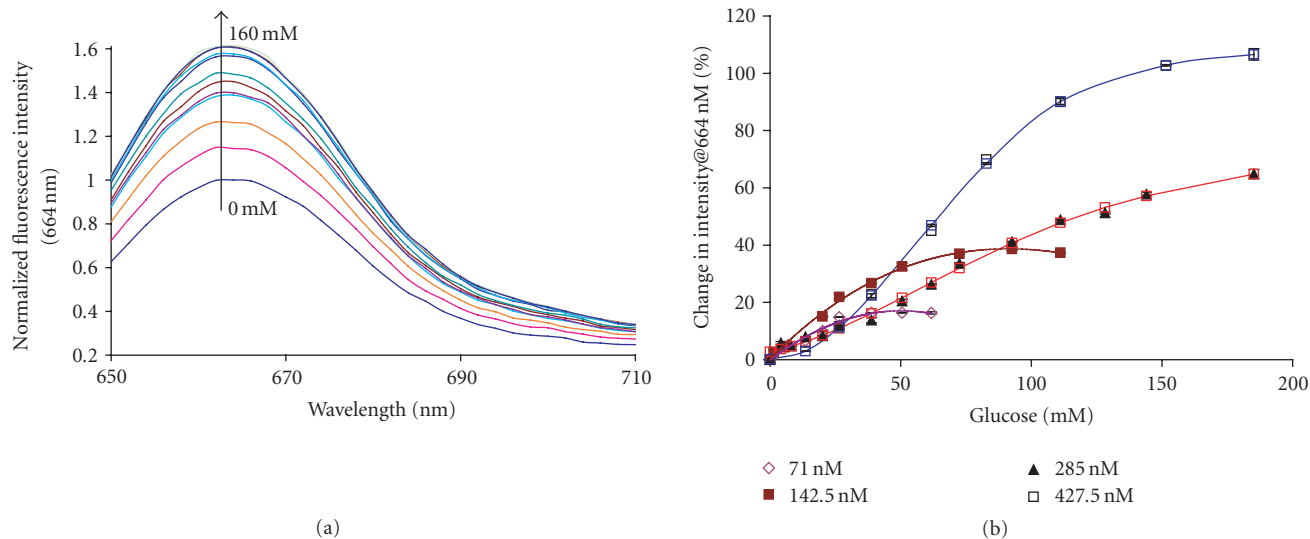 160 mM
0 mM
1.6
1.4
1.2
1
0.8
0.6
0.4
0.2
650
670
690
710
Normalized fluorescence intensity
(664 nm)
Wavelength (nm)
(a)
120
100
80
60
40
20
0
0
50
100
150
200
Change in intensity@664 nM (%)
Glucose (mM)
71 nM
142.5 nM
285 nM
427.5 nM
(b)